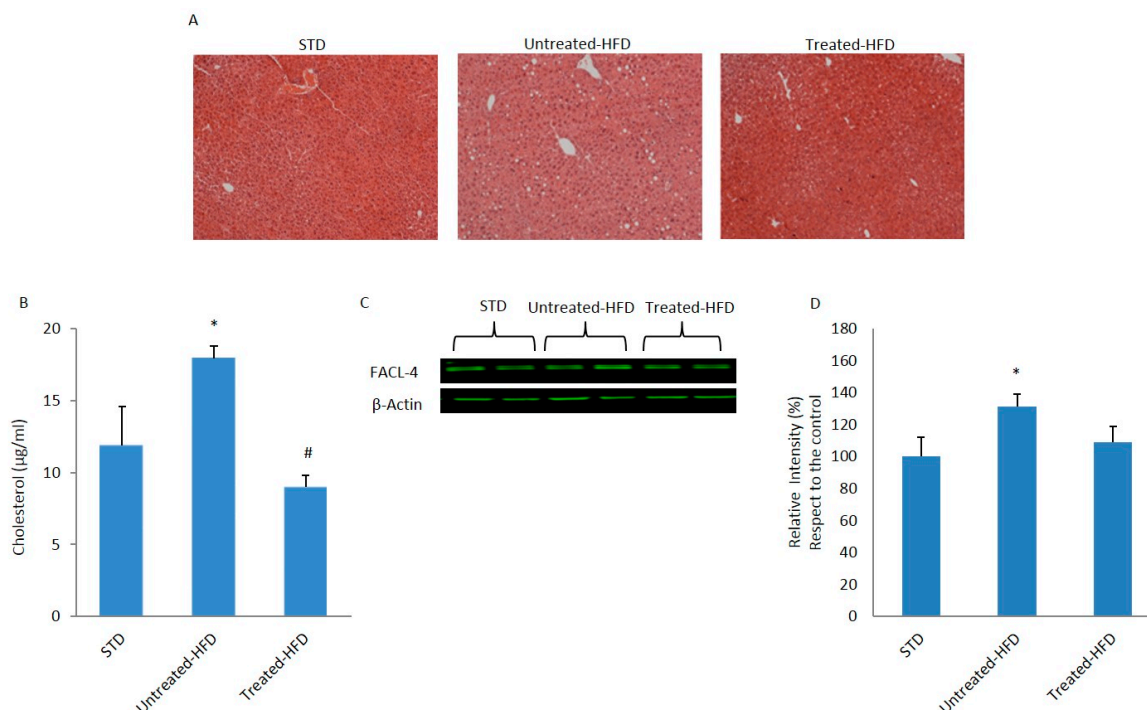 A
STD
Untreated-HFD
Treated-HFD
B
Cholesterol (µg/ml)
20
15
10
5
0
*
#
STD
Untreated-HFD
Treated-HFD
C
STD
Untreated-HFD
Treated-HFD
FACL-4
β-Actin
D
Relative Intensity (%)
Respect to the control
180
160
140
120
100
80
60
40
20
0
*
STD
Untreated-HFD
Treated-HFD